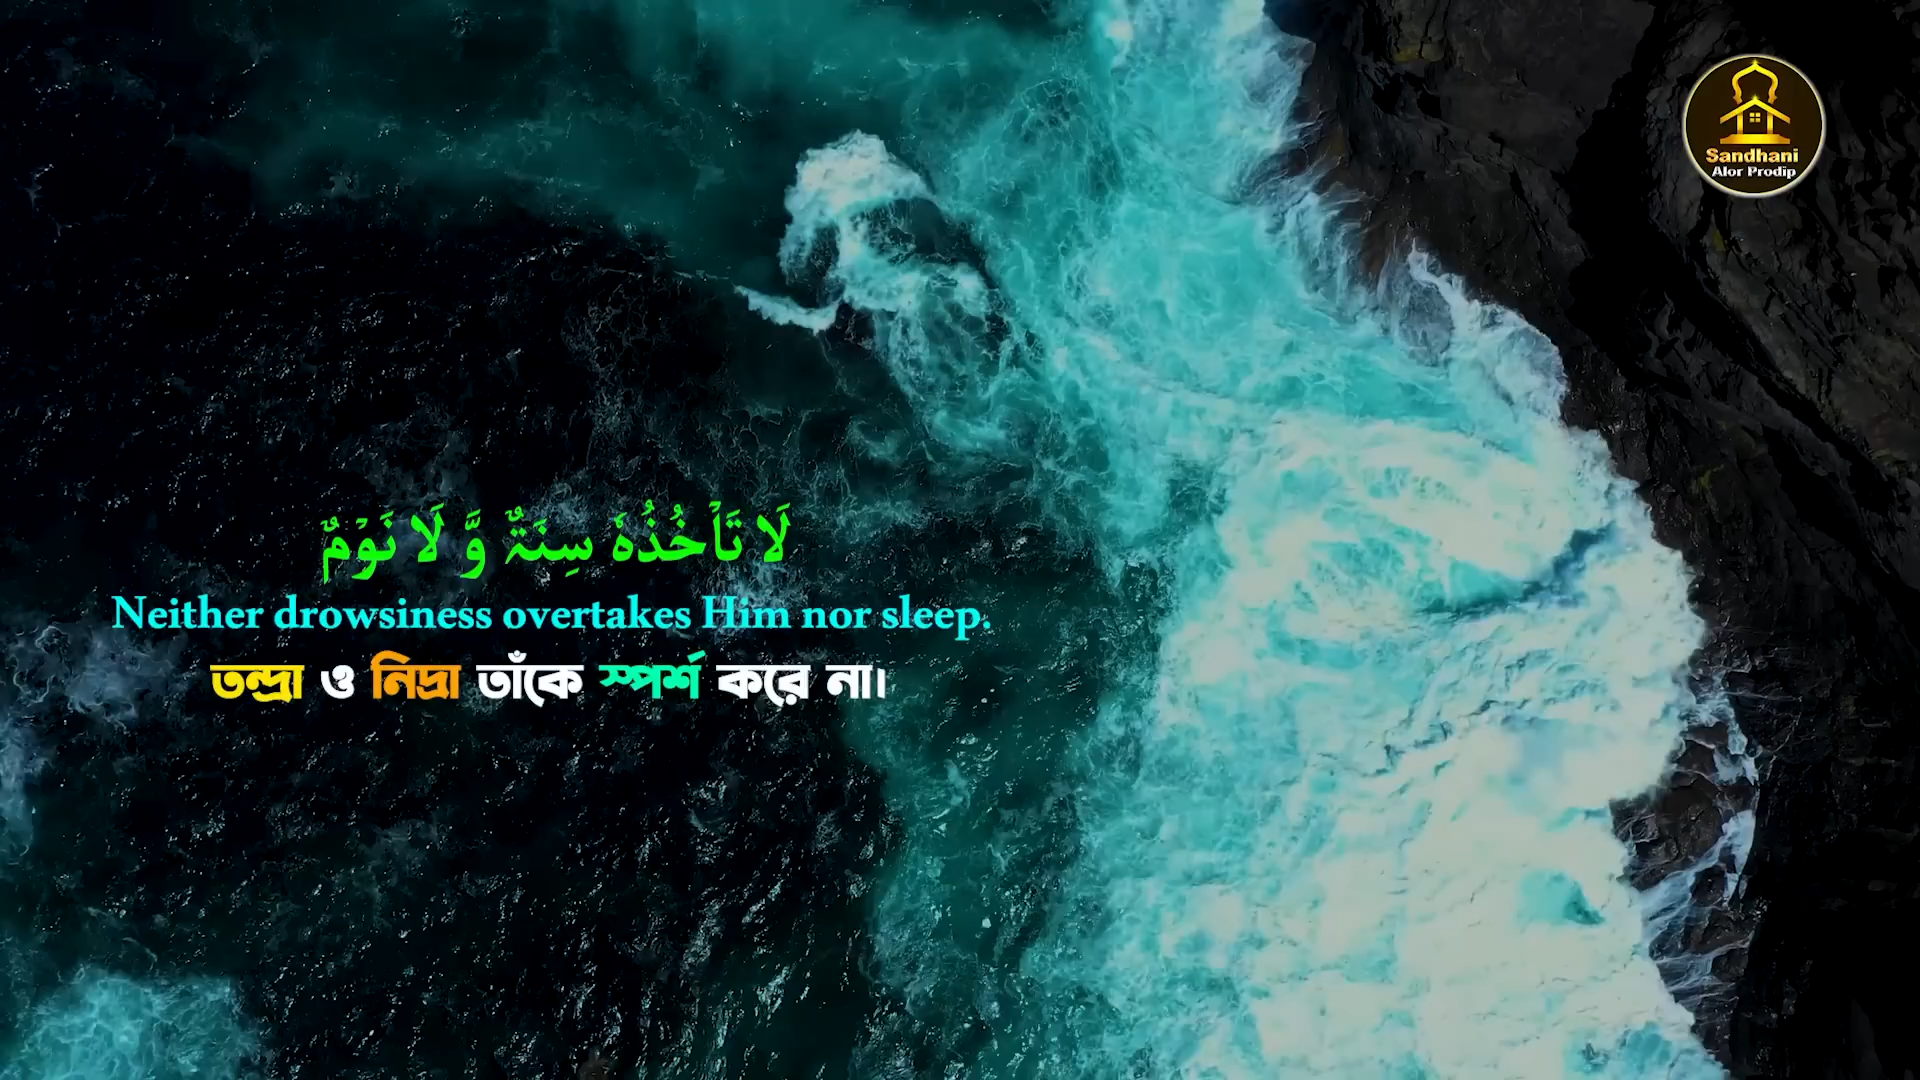 لَا تَاۡخُذُہٗ سِنَۃٌ وَّ لَا نَوۡمٌ
Neither drowsiness overtakes Him nor sleep.
তন্দ্রা ও নিদ্রা তাঁকে স্পর্শ করে না।
Sandhani
Alor Prodip